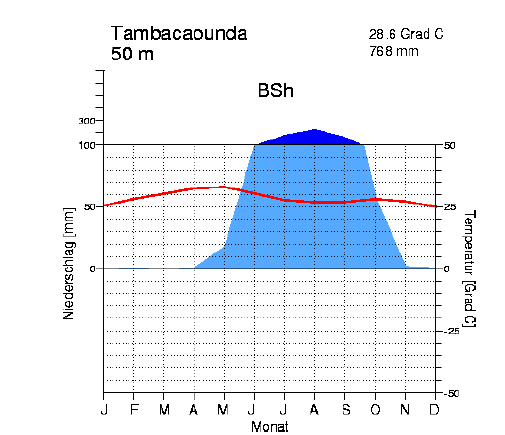 Tambacaounda
50 m
28.6 Grad C
768 mm
BSh
300
100
50
0
50
25
0
-25
-50
Niederschlag [mm]
Temperatur [Grad C]
J F M A M J J A S O N D
Monat